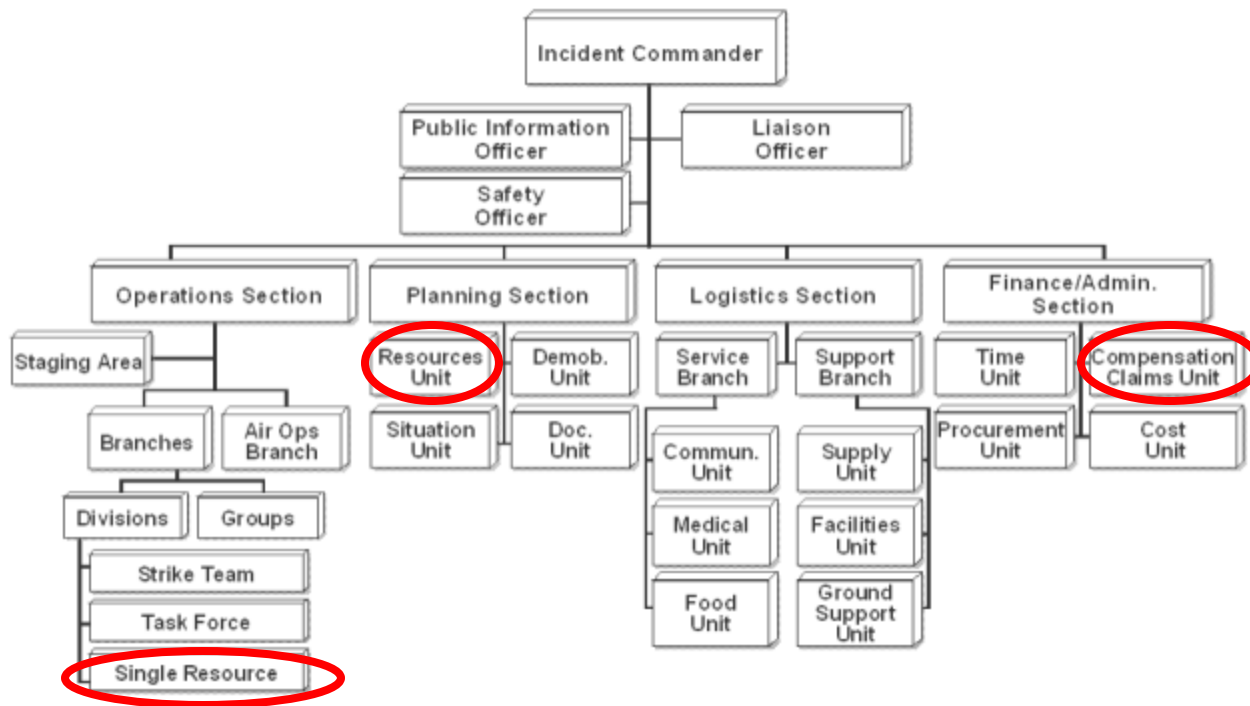 Incident Commander
Public Information
Officer
Liaison
Officer
Safety
Officer
Operations Section
Planning Section
Logistics Section
Finance/Admin.
Section
Staging Area
Resources
Unit
Demob.
Unit
Service
Branch
Support
Branch
Time
Unit
Compensation
Claims Unit
Branches
Air Ops
Branch
Situation
Unit
Doc.
Unit
Commun.
Unit
Supply
Unit
Procurement
Unit
Cost
Unit
Divisions
Groups
Medical
Unit
Facilities
Unit
Strike Team
Task Force
Single Resource
Food
Unit
Ground
Support
Unit